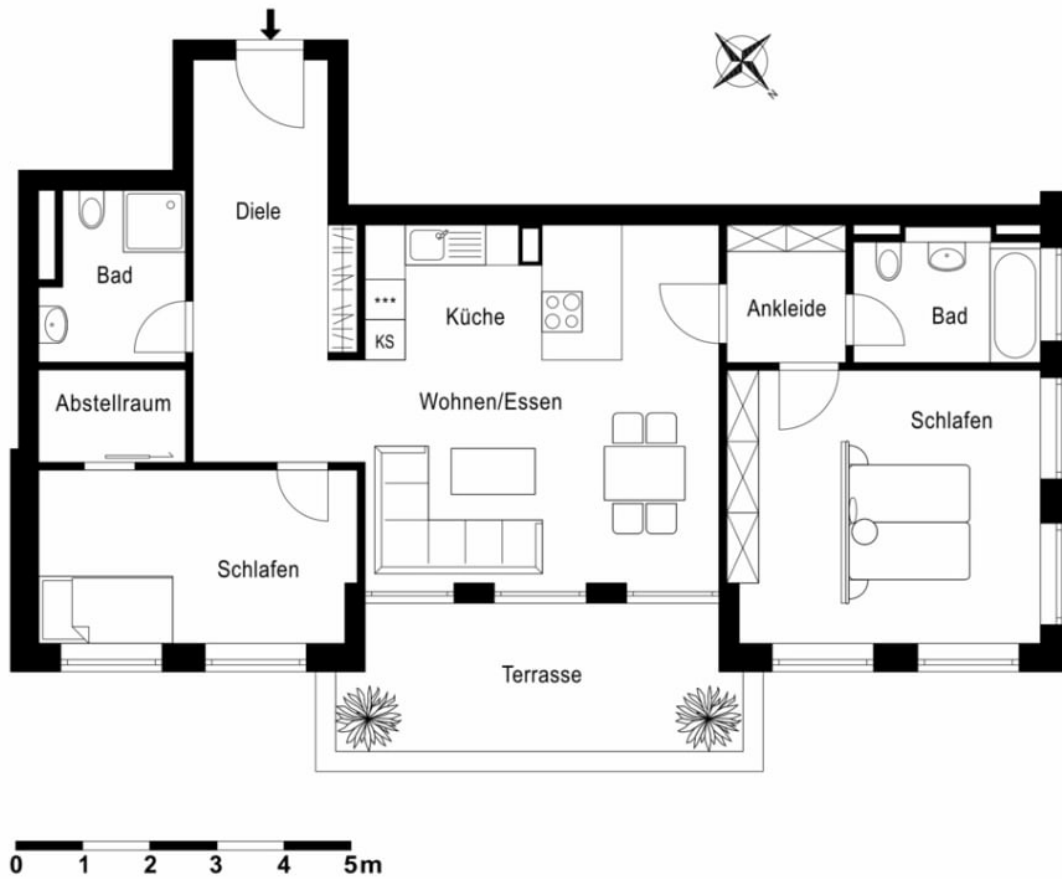 N
Diele
Bad
***
KS
Küche
Ankleide
Bad
Abstellraum
Wohnen/Essen
Schlafen
Schlafen
Terrasse
0 1 2 3 4 5m